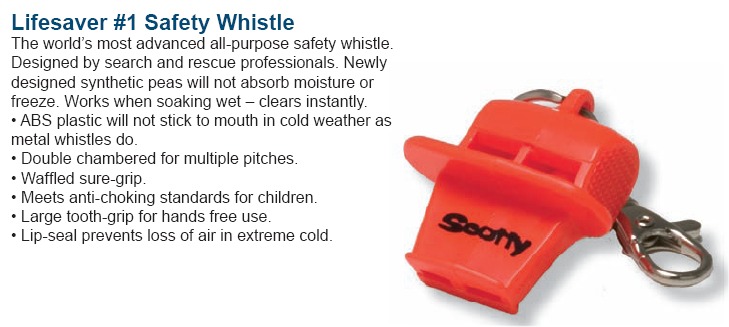 Lifesaver #1 Safety Whistle
The world's most advanced all-purpose safety whistle.
Designed by search and rescue professionals. Newly
designed synthetic peas will not absorb moisture or
freeze. Works when soaking wet – clears instantly.
• ABS plastic will not stick to mouth in cold weather as
metal whistles do.
• Double chambered for multiple pitches.
• Waffled sure-grip.
• Meets anti-choking standards for children.
• Large tooth-grip for hands free use.
• Lip-seal prevents loss of air in extreme cold.
Scotty